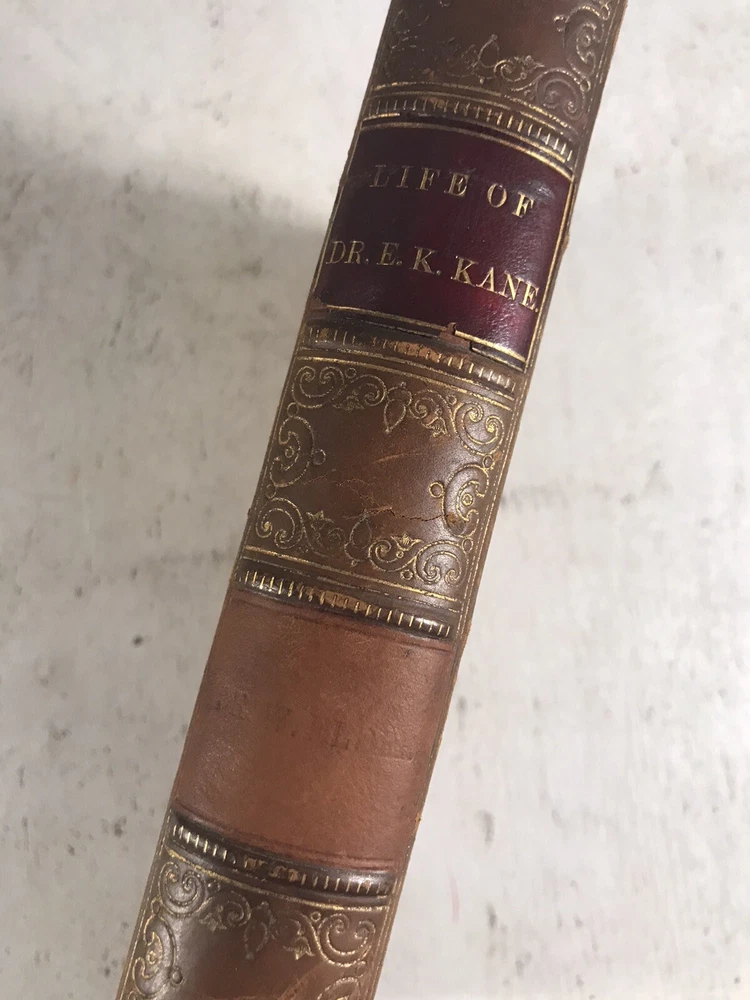 LIFE OF
DR. E. K. KANE.